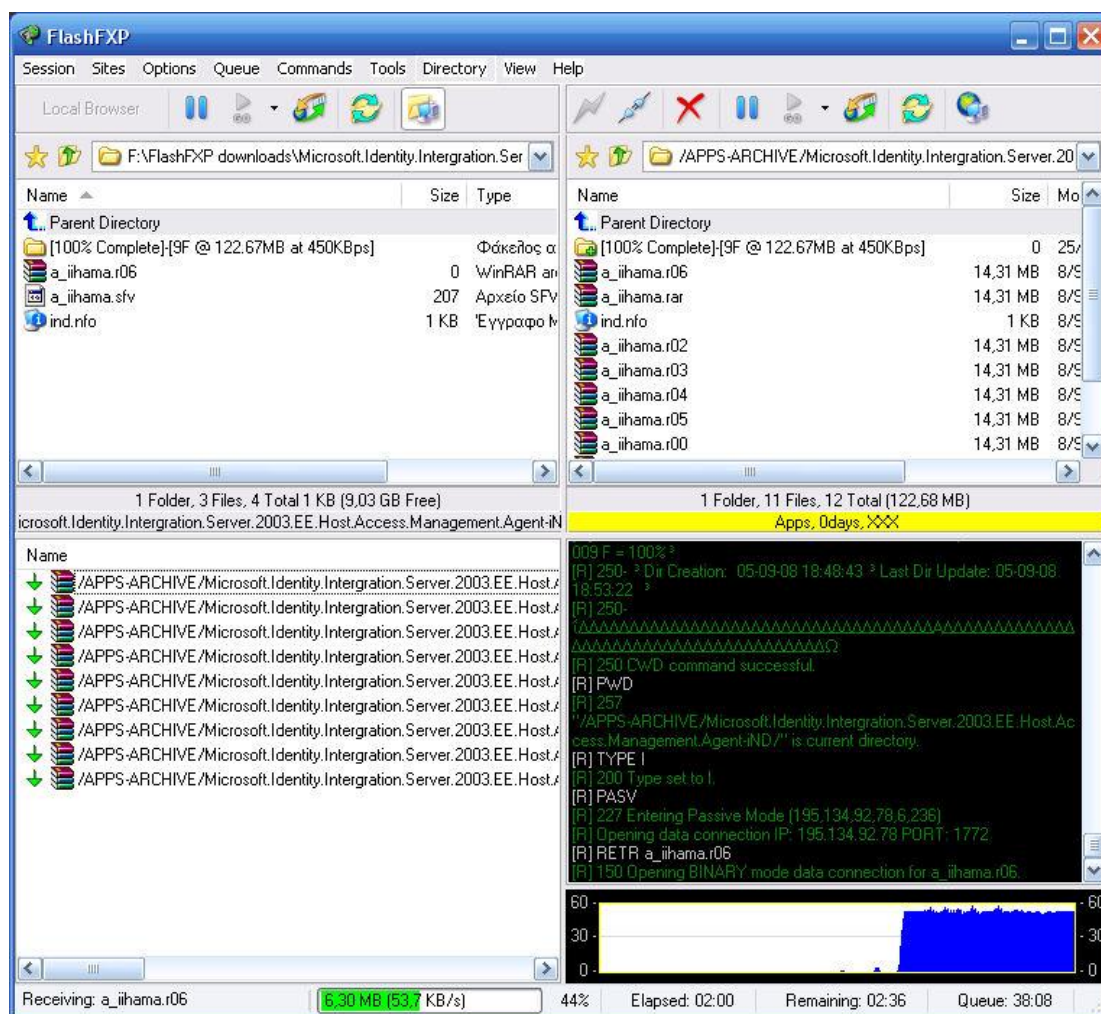 FlashFXP
Session Sites Options Queue Commands Tools Directory View Help
Local Browser
F:\FlashFXP downloads\Microsoft.Identity.Intergration.Ser
Name Size Type
Parent Directory
[100% Complete]-[9F @ 122.67MB at 450KBps] Φάκελος α
a_iihama.r06 0 WinRAR
a_iihama.sfv 207 Αρχείο SFV
ind.nfo 1 KB Έγγραφο
1 Folder, 3 Files, 4 Total 1 KB (9,03 GB Free)
icrosoft.Identity.Intergration.Server.2003.EE.Host.Access.Management.Agent-iN
/APPS-ARCHIVE/Microsoft.Identity.Intergration.Server.20
Name Size Mo
Parent Directory
[100% Complete]-[9F @ 122.67MB at 450KBps] 0 25/
a_iihama.r06 14,31 MB 8/9
a_iihama.rar 14,31 MB 8/9
ind.nfo 1 KB 8/9
a_iihama.r02 14,31 MB 8/9
a_iihama.r03 14,31 MB 8/9
a_iihama.r04 14,31 MB 8/9
a_iihama.r05 14,31 MB 8/9
a_iihama.r00 14,31 MB 8/9
1 Folder, 11 Files, 12 Total (122,68 MB)
Apps, 0days, XXX
Name
/APPS-ARCHIVE/Microsoft.Identity.Intergration.Server.2003.EE.Host.A
/APPS-ARCHIVE/Microsoft.Identity.Intergration.Server.2003.EE.Host.A
/APPS-ARCHIVE/Microsoft.Identity.Intergration.Server.2003.EE.Host.A
/APPS-ARCHIVE/Microsoft.Identity.Intergration.Server.2003.EE.Host.A
/APPS-ARCHIVE/Microsoft.Identity.Intergration.Server.2003.EE.Host.A
/APPS-ARCHIVE/Microsoft.Identity.Intergration.Server.2003.EE.Host.A
/APPS-ARCHIVE/Microsoft.Identity.Intergration.Server.2003.EE.Host.A
/APPS-ARCHIVE/Microsoft.Identity.Intergration.Server.2003.EE.Host.A
/APPS-ARCHIVE/Microsoft.Identity.Intergration.Server.2003.EE.Host.A
009 F = 100% ³
[R] 250- ³ Dir Creation: 05-09-08 18:48:43 ³ Last Dir Update: 05-09-08
18:53.22 ³
[R] 250-
[R] 250 CWD command successful.
[R] PWD
[R] 257
"/APPS-ARCHIVE/Microsoft.Identity.Intergration.Server.2003.EE.Host.Ac
cess.Management.Agent-iND/" is current directory.
[R] TYPE I
[R] 200 Type set to I.
[R] PASV
[R] 227 Entering Passive Mode (195,134,92,78,6,236)
[R] Opening data connection IP: 195.134.92.78 PORT: 1772
[R] RETR a_iihama.r06
[R] 150 Opening BINARY mode data connection for a_iihama.r06.
60 60
30 30
0 0
Receiving: a_iihama.r06 6,30 MB (53,7 KB/s) 44% Elapsed: 02:00 Remaining: 02:36 Queue: 38:08